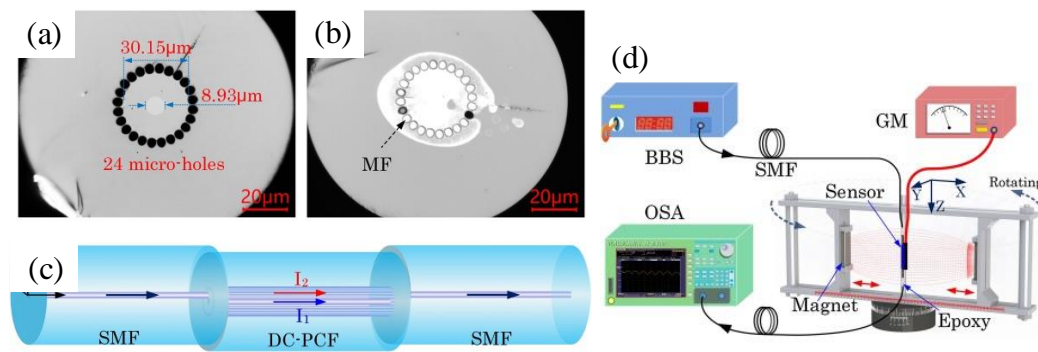 (a)
30.15μm
8.93μm
24 micro-holes
20μm
(b)
MF
20μm
(c)
I₂
I₁
SMF
DC-PCF
SMF
(d)
BBS
SMF
GM
OSA
Sensor
Y
X
Z
Rotating
Magnet
Epoxy